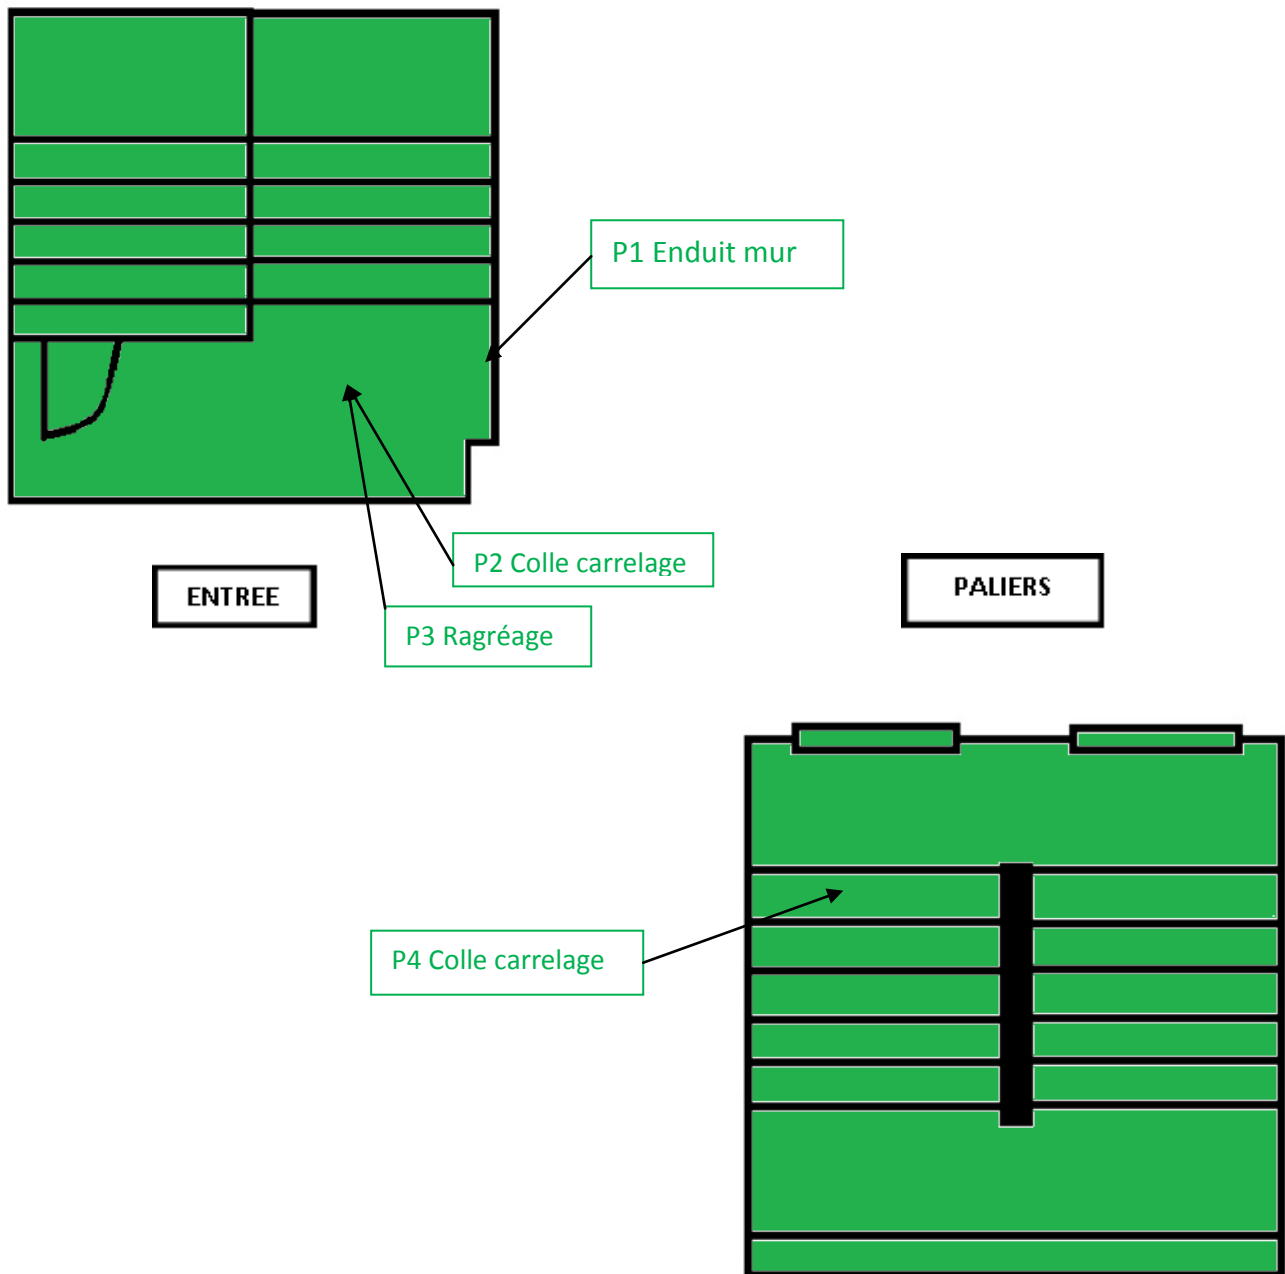 P1 Enduit mur
P2 Colle carrelage
ENTREE
PALIERS
P3 Ragréage
P4 Colle carrelage